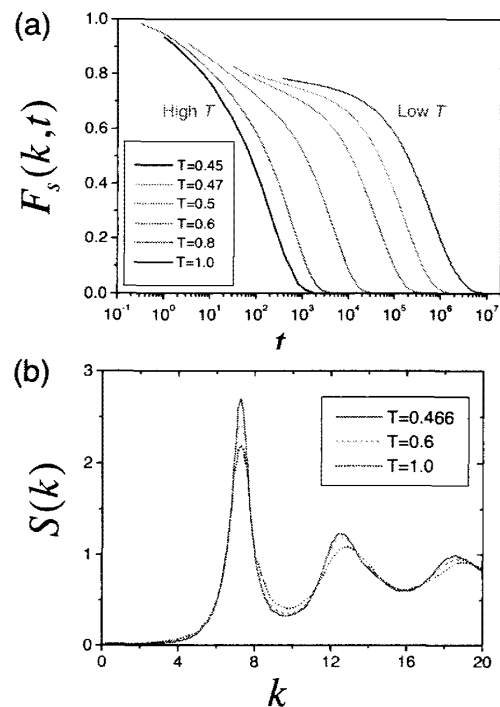 (a)
F_s(k,t)
1.0
0.8
0.6
0.4
0.2
0.0
High T
Low T
T=0.45
T=0.47
T=0.5
T=0.6
T=0.8
T=1.0
10^-1 10^0 10^1 10^2 10^3 10^4 10^5 10^6 10^7
t
(b)
S(k)
3
2
1
0
T=0.466
T=0.6
T=1.0
0 4 8 12 16 20
k